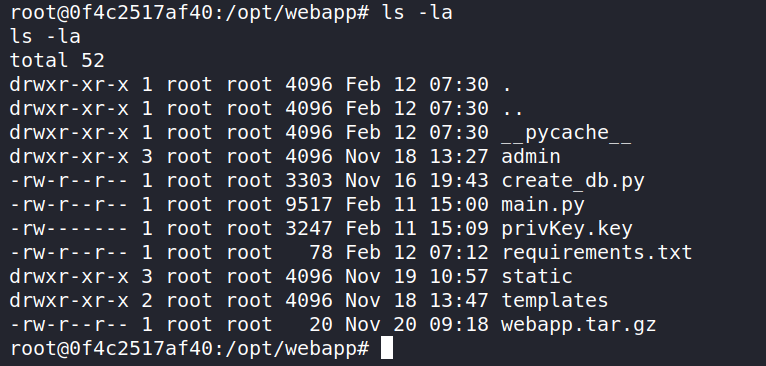 root@0f4c2517af40:/opt/webapp# ls -la
ls -la
total 52
drwxr-xr-x 1 root root 4096 Feb 12 07:30 .
drwxr-xr-x 1 root root 4096 Feb 12 07:30 ..
drwxr-xr-x 1 root root 4096 Feb 12 07:30 __pycache__
drwxr-xr-x 3 root root 4096 Nov 18 13:27 admin
-rw-r--r-- 1 root root 3303 Nov 16 19:43 create_db.py
-rw-r--r-- 1 root root 9517 Feb 11 15:00 main.py
-rw------- 1 root root 3247 Feb 11 15:09 privKey.key
-rw-r--r-- 1 root root   78 Feb 12 07:12 requirements.txt
drwxr-xr-x 3 root root 4096 Nov 19 10:57 static
drwxr-xr-x 2 root root 4096 Nov 18 13:47 templates
-rw-r--r-- 1 root root   20 Nov 20 09:18 webapp.tar.gz
root@0f4c2517af40:/opt/webapp#